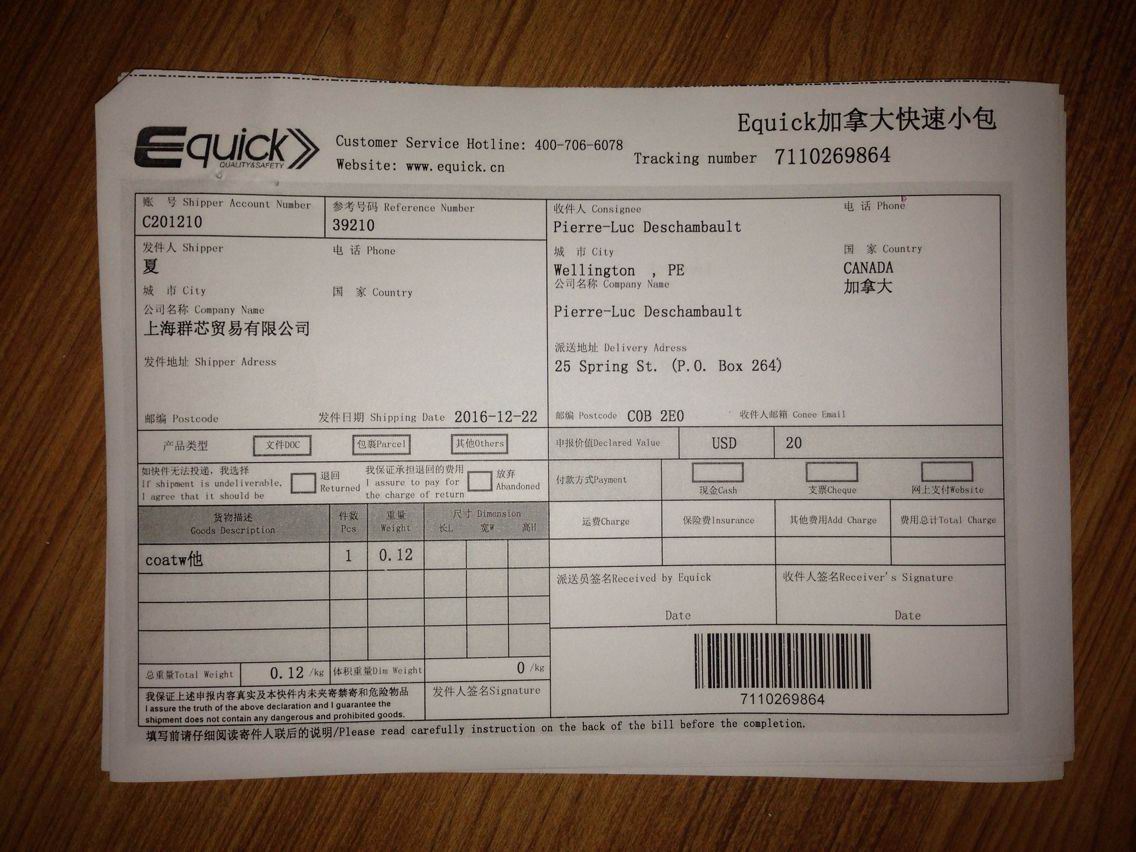 Equick
QUALITY&SAFETY
Customer Service Hotline: 400-706-6078
Website: www.equick.cn
Equick加拿大快速小包
Tracking number 7110269864
账 号 Shipper Account Number
C201210
参考号码 Reference Number
39210
发件人 Shipper
夏
电 话 Phone
城 市 City
国 家 Country
公司名称 Company Name
上海群芯贸易有限公司
发件地址 Shipper Adress
邮编 Postcode
发件日期 Shipping Date 2016-12-22
收件人 Consignee
Pierre-Luc Deschambault
电 话 Phone
城 市 City
Wellington , PE
国 家 Country
CANADA
加拿大
公司名称 Company Name
Pierre-Luc Deschambault
派送地址 Delivery Adress
25 Spring St. (P.O. Box 264)
邮编 Postcode C0B 2E0
收件人邮箱 Conee Email
产品类型 文件DOC 包裹Parcel 其他Others
申报价值Declared Value USD 20
如快件无法投递，我选择
If shipment is undeliverable,
I agree that it should be
退回
Returned
我保证承担退回的费用
I assure to pay for
the charge of return
放弃
Abandoned
付款方式Payment
现金Cash 支票Cheque 网上支付Website
货物描述
Goods Description
件数
Pcs
重量
Weight
尺寸 Dimension
长L 宽W 高H
coatw他 1 0.12
运费Charge 保险费Insurance 其他费用Add Charge 费用总计Total Charge
派送员签名Received by Equick
Date
收件人签名Receiver's Signature
Date
总重量Total Weight 0.12 /kg 体积重量Dim Weight 0 /kg
我保证上述申报内容真实及本快件内未夹寄禁寄和危险物品
I assure the truth of the above declaration and I guarantee the
shipment does not contain any dangerous and prohibited goods.
发件人签名Signature
7110269864
填写前请仔细阅读寄件人联后的说明/Please read carefully instruction on the back of the bill before the completion.